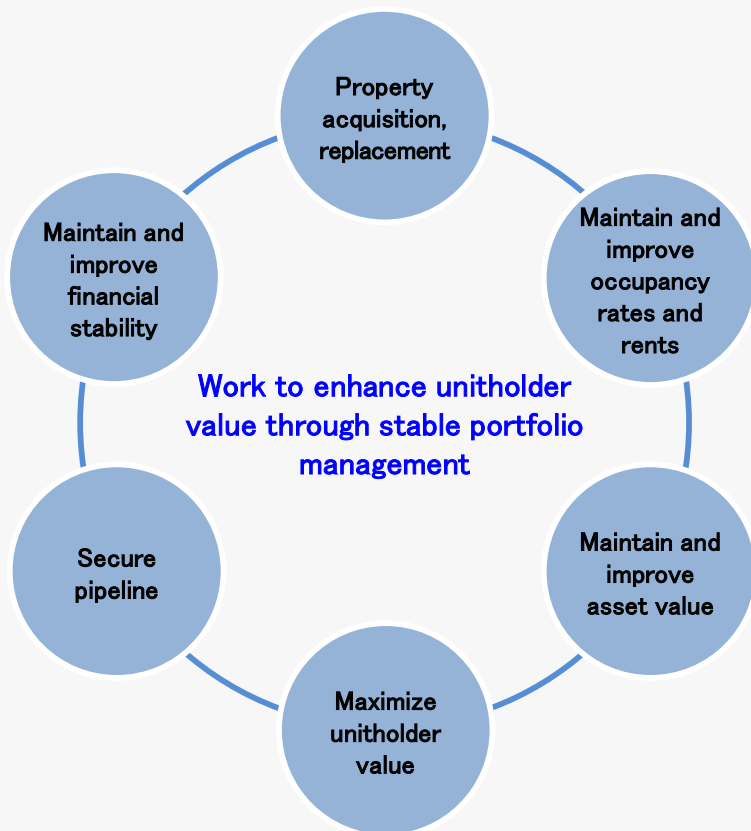 Property
acquisition,
replacement
Maintain and
improve
occupancy
rates and
rents
Maintain and
improve
asset value
Maximize
unitholder
value
Secure
pipeline
Maintain and
improve
financial
stability
Work to enhance unitholder
value through stable portfolio
management